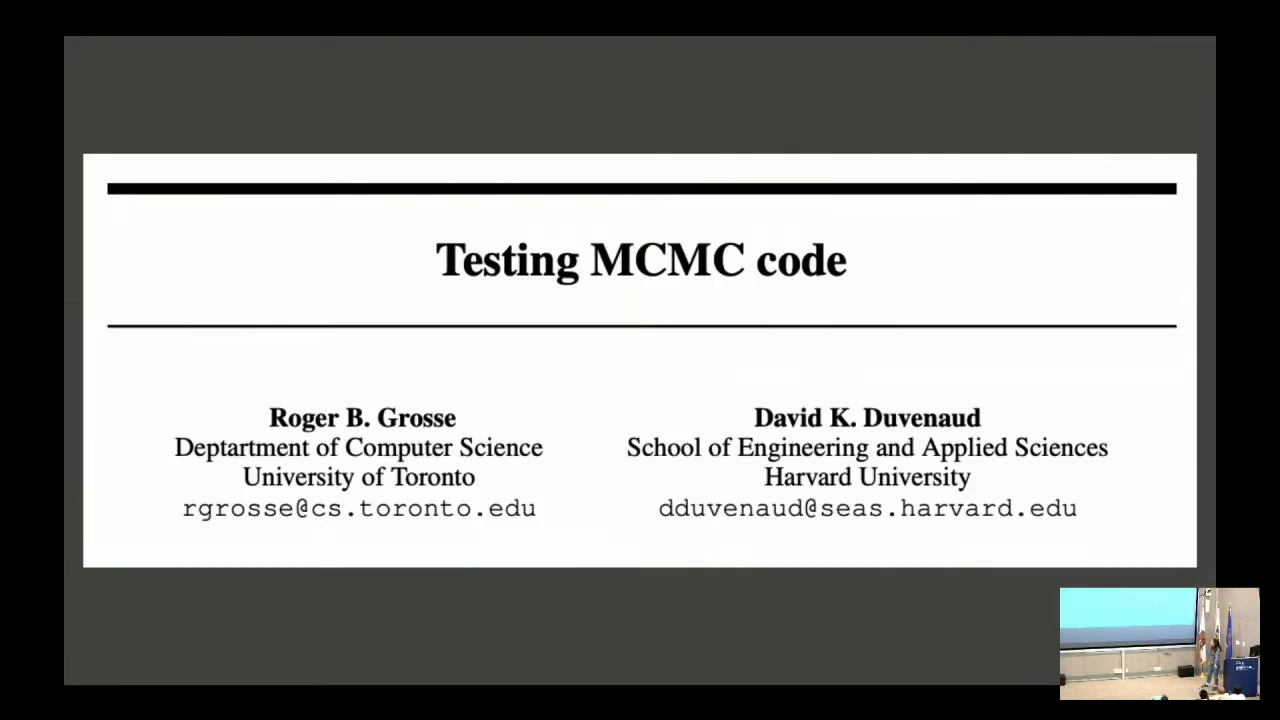 Testing MCMC code
Roger B. Grosse
Deptartment of Computer Science
University of Toronto
rgrosse@cs.toronto.edu
David K. Duvenaud
School of Engineering and Applied Sciences
Harvard University
dduvenaud@seas.harvard.edu